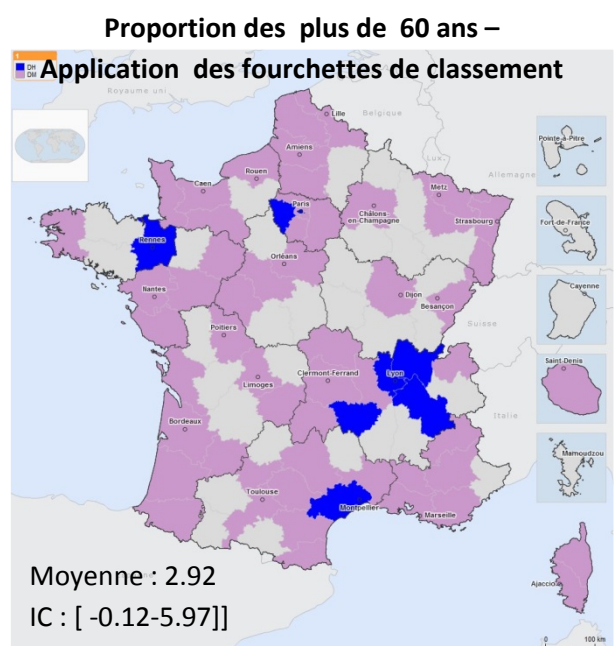 Proportion des plus de 60 ans –
Application des fourchettes de classement
1
DH
DM
Royaume uni
Belgique
Lux.
Allemagne
Suisse
Italie
Lille
Amiens
Rouen
Caen
Paris
Metz
Châlons
en-Champagne
Strasbourg
Rennes
Orléans
Nantes
Dijon
Besançon
Poitiers
Limoges
Clermont-Ferrand
Lyon
Bordeaux
Toulouse
Montpellier
Marseille
Ajaccio
Pointe-à-Pitre
Fort-de-France
Cayenne
Saint-Denis
Mamoudzou
Moyenne : 2.92
IC : [ -0.12-5.97]]
0 100 km